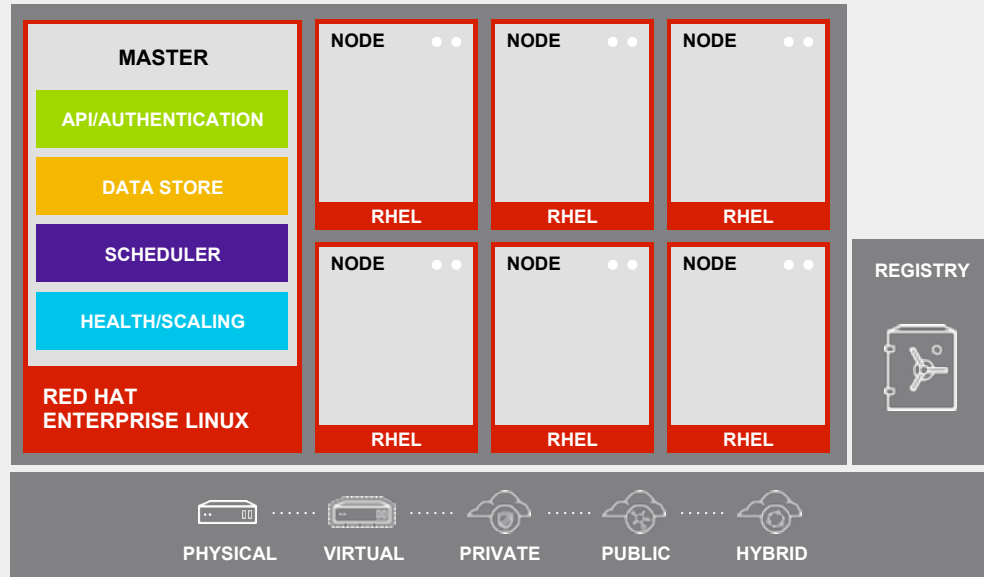 MASTER
API/AUTHENTICATION
DATA STORE
SCHEDULER
HEALTH/SCALING
RED HAT
ENTERPRISE LINUX
NODE
NODE
NODE
RHEL
RHEL
RHEL
NODE
NODE
NODE
RHEL
RHEL
RHEL
REGISTRY
PHYSICAL
VIRTUAL
PRIVATE
PUBLIC
HYBRID